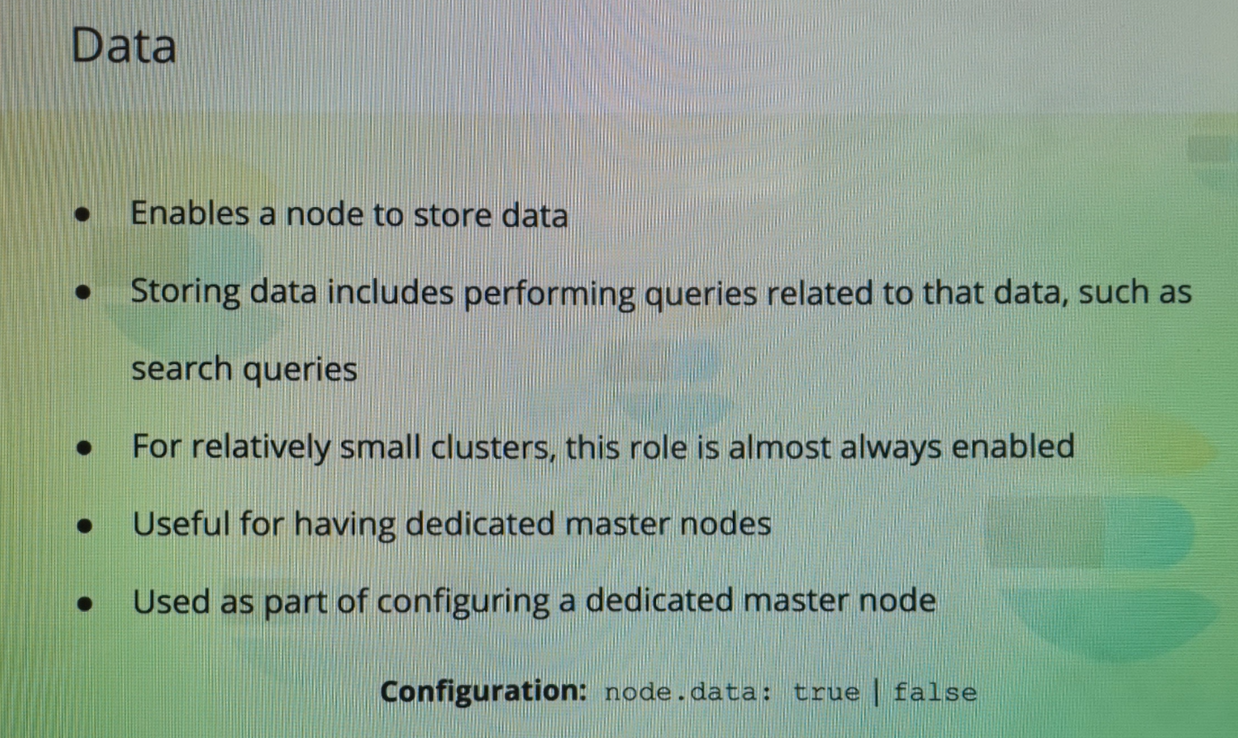 Data
● Enables a node to store data
● Storing data includes performing queries related to that data, such as
search queries
● For relatively small clusters, this role is almost always enabled
● Useful for having dedicated master nodes
● Used as part of configuring a dedicated master node
Configuration: node.data: true | false